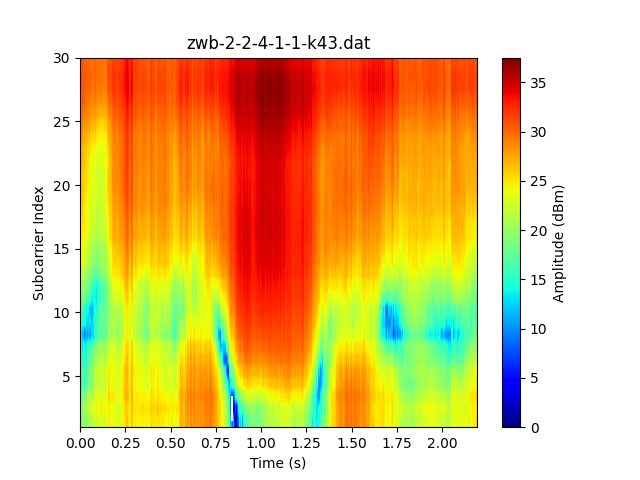 zwb-2-2-4-1-1-k43.dat
30
25
20
15
10
5
Subcarrier Index
0.00 0.25 0.50 0.75 1.00 1.25 1.50 1.75 2.00
Time (s)
35
30
25
20
15
10
5
0
Amplitude (dBm)